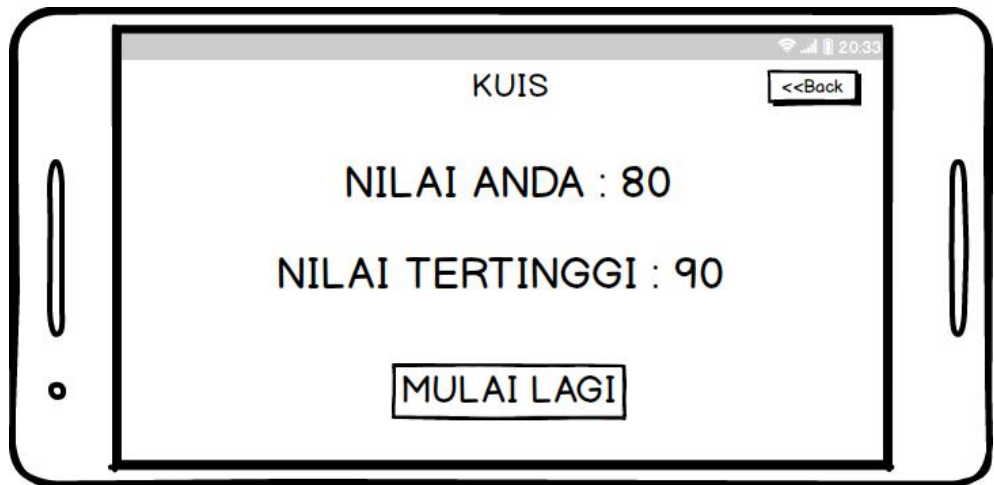 20:33
KUIS
<<Back
NILAI ANDA : 80
NILAI TERTINGGI : 90
MULAI LAGI